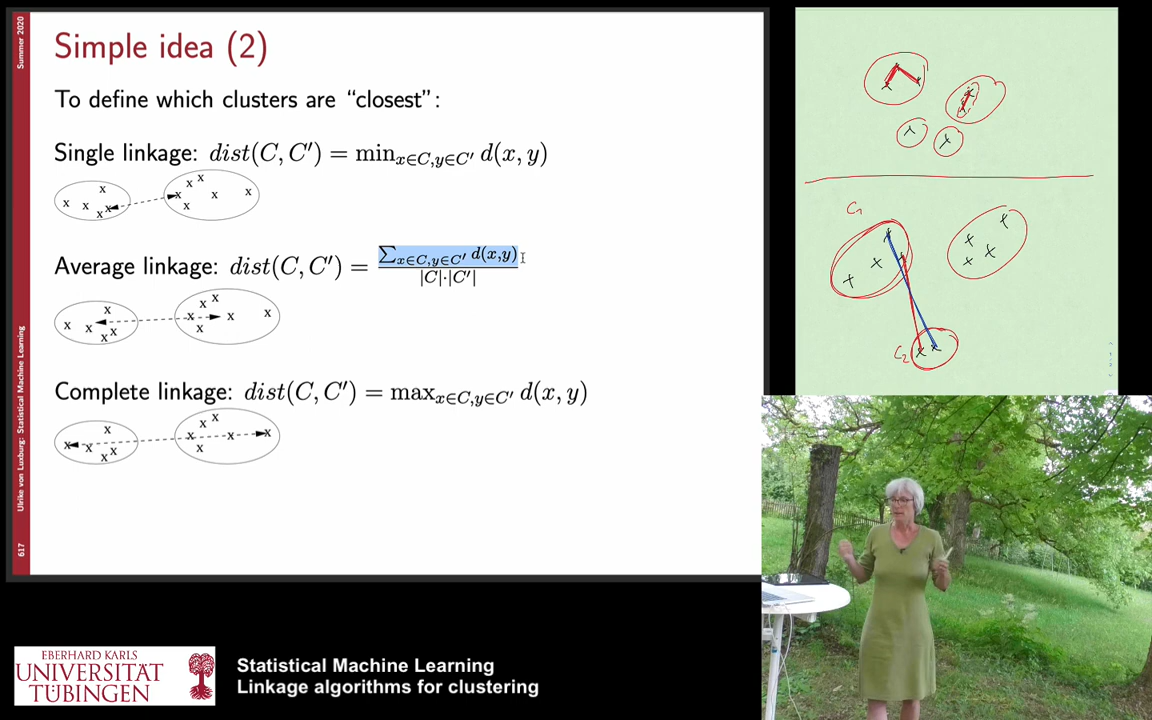 Summer 2020
Simple idea (2)
To define which clusters are “closest”:
Single linkage: dist(C, C′) = min_{x∈C,y∈C′} d(x, y)
Average linkage: dist(C, C′) = \frac{∑_{x∈C,y∈C′} d(x,y)}{|C|·|C′|}
Complete linkage: dist(C, C′) = max_{x∈C,y∈C′} d(x, y)
Ulrike von Luxburg: Statistical Machine Learning
617
C1
C2
EBERHARD KARLS
UNIVERSITÄT
TÜBINGEN
Statistical Machine Learning
Linkage algorithms for clustering